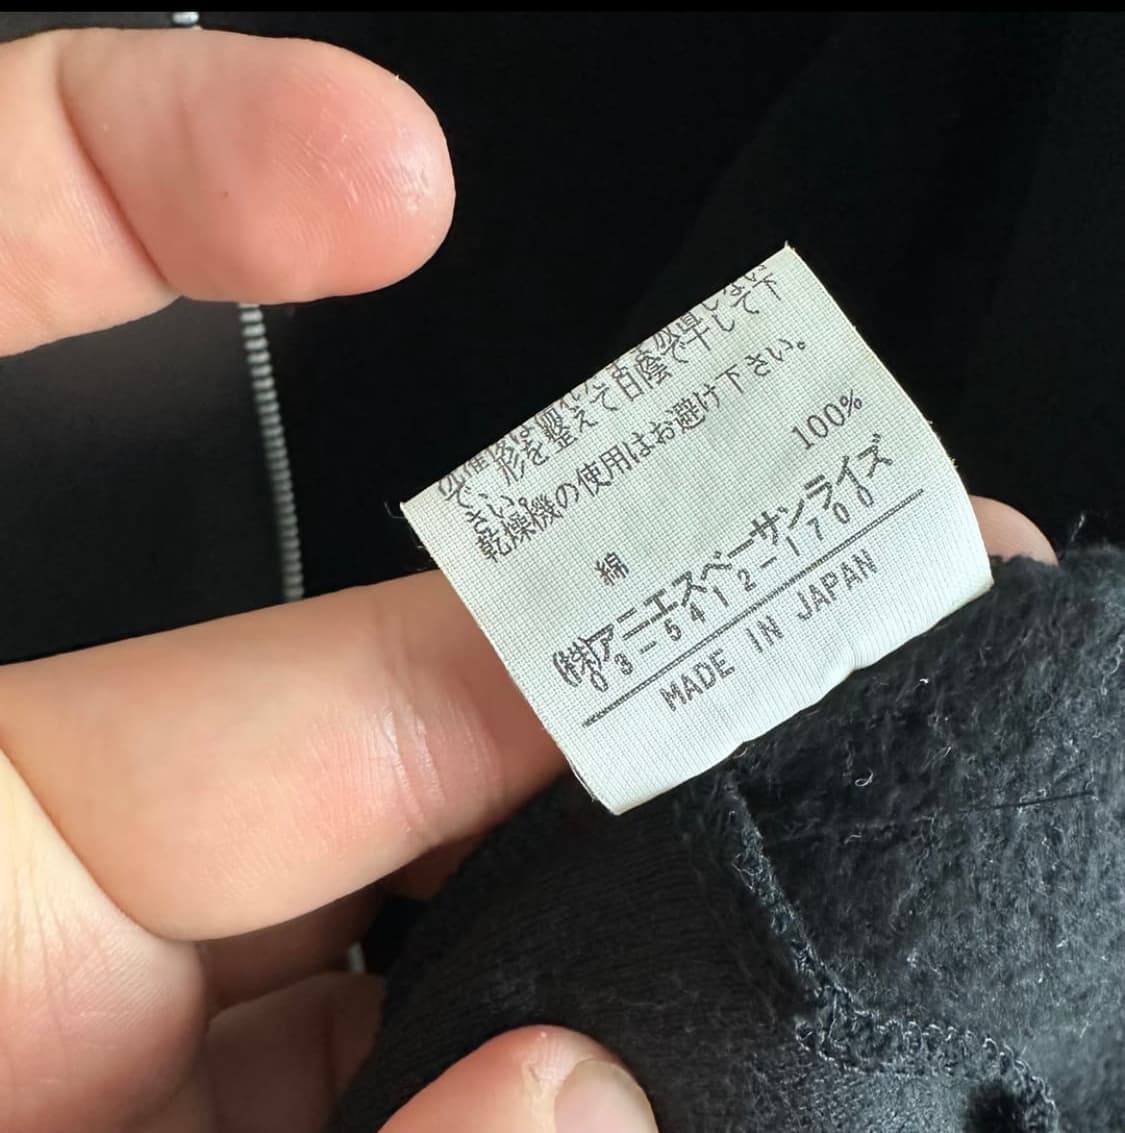 形を整えて日陰で干して下
さい。
乾燥機の使用はお避け下さい。
綿 100%
㈱アニエスベーサンライズ
03-5412-1700
MADE IN JAPAN